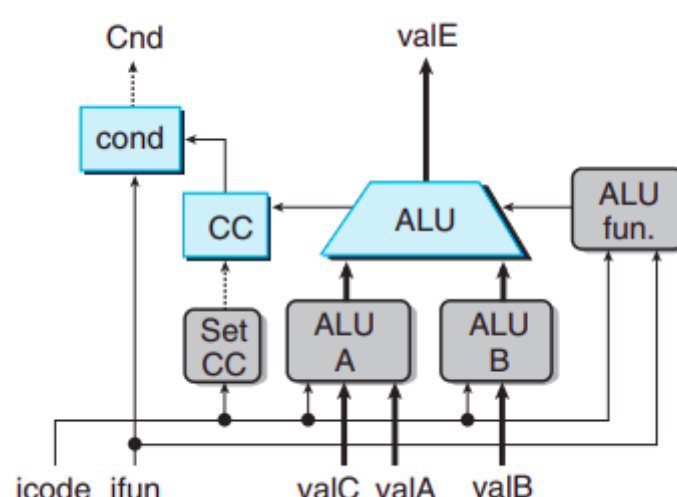 Cnd valE
cond
ALU
fun.
CC ALU
Set
CC
ALU
A
ALU
B
icode ifun valC valA valB